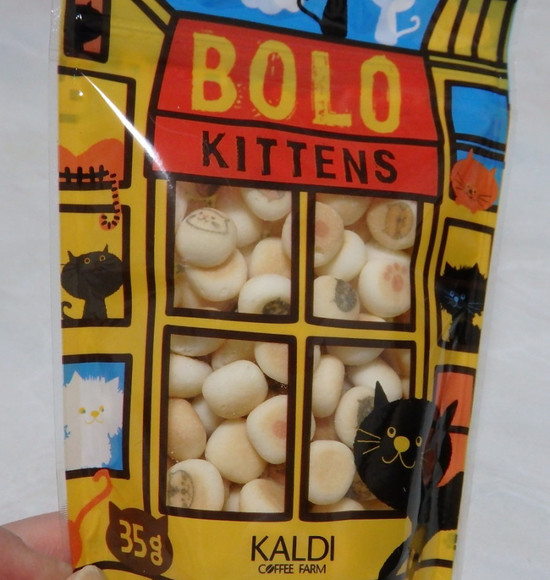 BOLO
KITTENS
35g
KALDI
COFFEE FARM